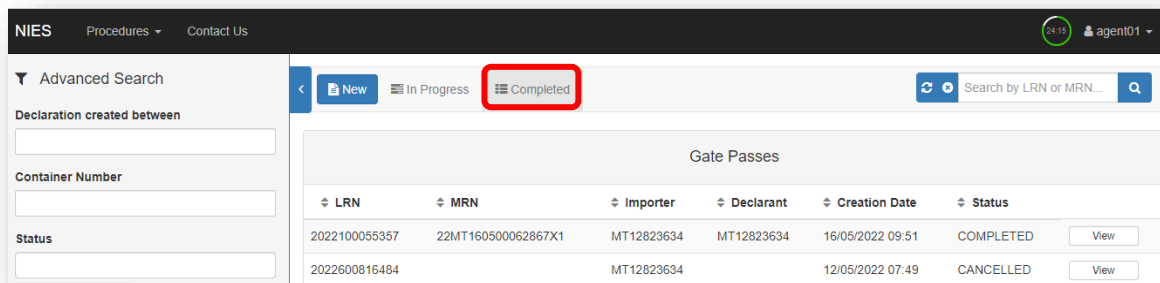 NIES Procedures Contact Us 24:15 agent01
Advanced Search
New In Progress Completed Search by LRN or MRN...
Declaration created between
Gate Passes
Container Number
LRN MRN Importer Declarant Creation Date Status
2022100055357 22MT160500062867X1 MT12823634 MT12823634 16/05/2022 09:51 COMPLETED View
Status
2022600816484 MT12823634 12/05/2022 07:49 CANCELLED View